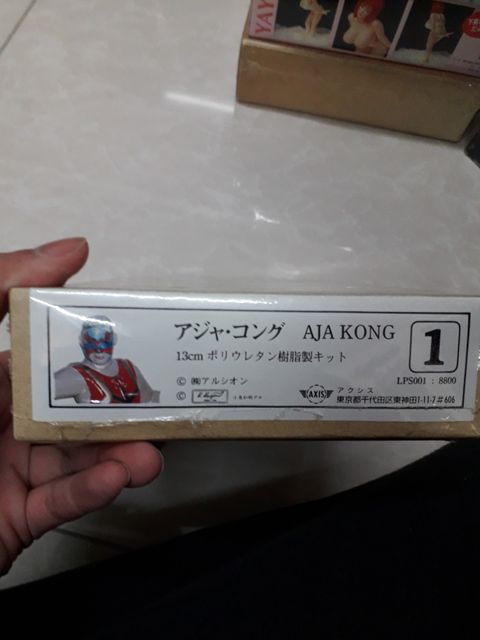 YAY
アジャ・コング AJA KONG 1
13cm ポリウレタン樹脂製キット
LPS001 : 8800
© ㈱アルシオン
© AXIS アクシス
東京都千代田区東神田1-11-7#606